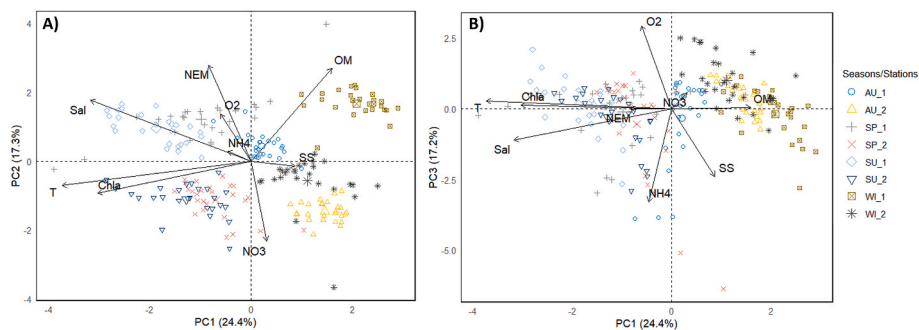 A)
4
2
0
-2
-4
PC2 (17.3%)
NEM
OM
Sal
O2
NH4
SS
Chla
T
NO3
-4 -2 0 2
PC1 (24.4%)
B)
2.5
0.0
-2.5
-5.0
PC3 (17.2%)
O2
T
Chla
NO3
OM
NEM
Sal
SS
NH4
-4 -2 0 2
PC1 (24.4%)
Seasons/Stations
AU_1
AU_2
SP_1
SP_2
SU_1
SU_2
WI_1
WI_2